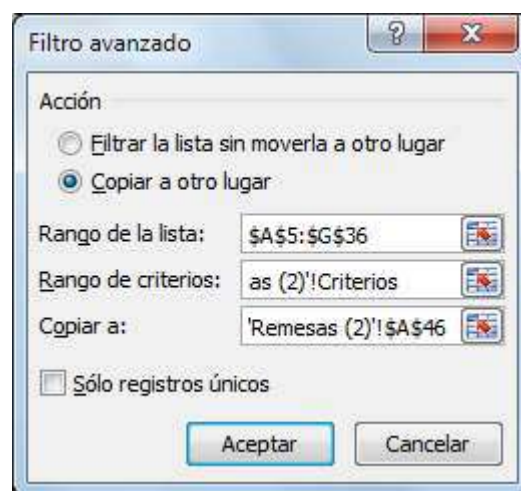 Filtro avanzado
Acción
Filtrar la lista sin moverla a otro lugar
Copiar a otro lugar
Rango de la lista: $A$5:$G$36
Rango de criterios: as (2)'!Criterios
Copiar a: 'Remesas (2)'!$A$46
Sólo registros únicos
Aceptar Cancelar